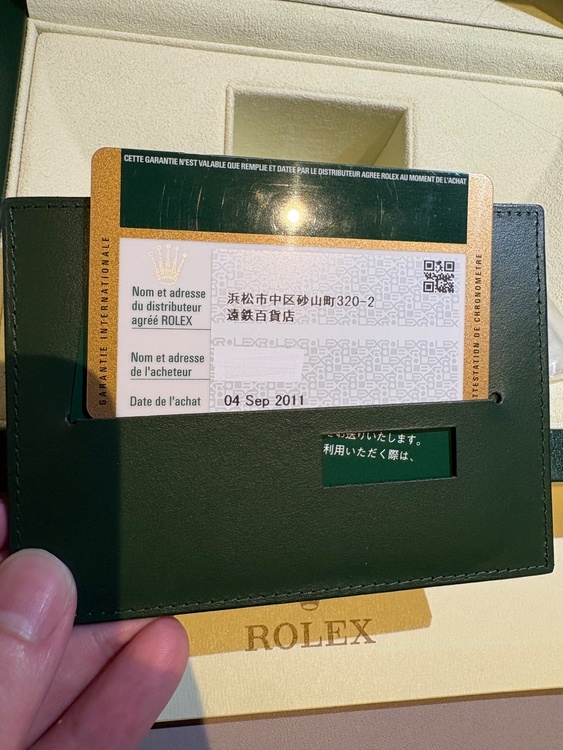 CETTE GARANTIE N'EST VALABLE QUE REMPLIE ET DATEE PAR LE DISTRIBUTEUR AGREE ROLEX AU MOMENT DE L'ACHAT
GARANTIE INTERNATIONALE
Nom et adresse
du distributeur
agréé ROLEX
浜松市中区砂山町320-2
遠鉄百貨店
Nom et adresse
de l'acheteur
Date de l'achat
04 Sep 2011
ATTESTATION DE CHRONOMETRE
お送りいたします。
利用いただく際は、
ROLEX